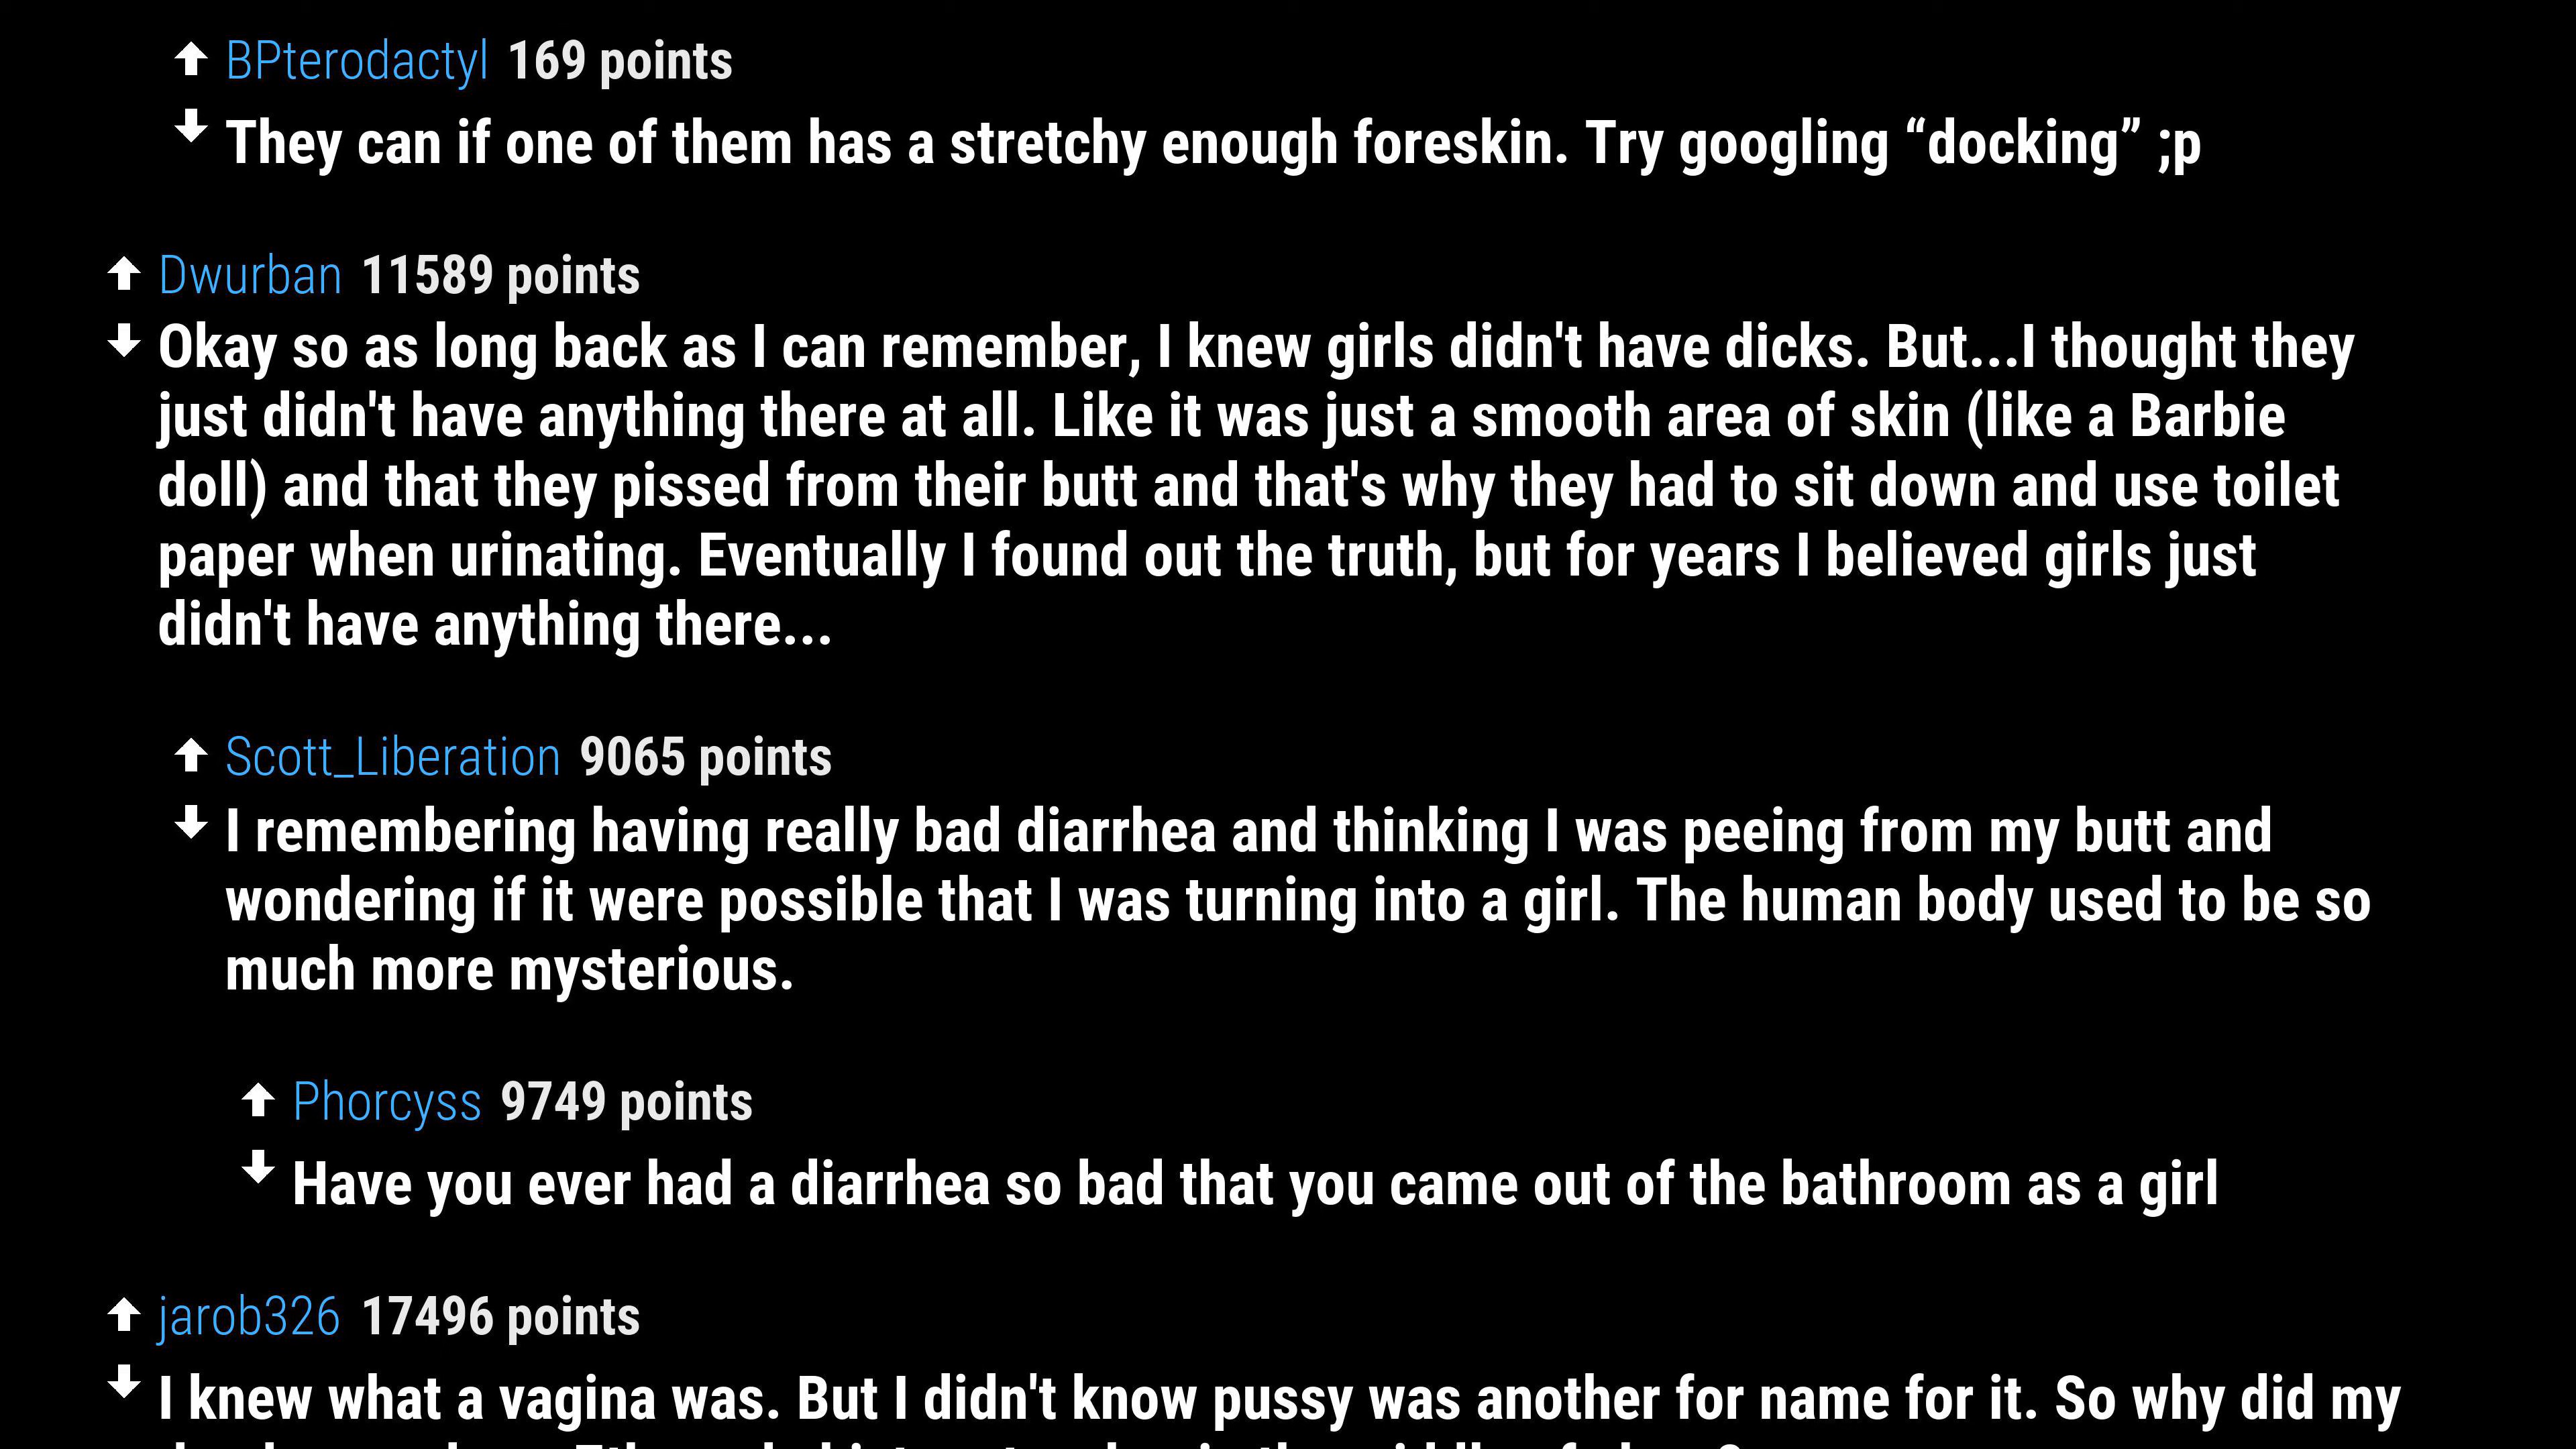 BPterodactyl 169 points
They can if one of them has a stretchy enough foreskin. Try googling “docking” ;p
Dwurban 11589 points
Okay so as long back as I can remember, I knew girls didn't have dicks. But...I thought they
just didn't have anything there at all. Like it was just a smooth area of skin (like a Barbie
doll) and that they pissed from their butt and that's why they had to sit down and use toilet
paper when urinating. Eventually I found out the truth, but for years I believed girls just
didn't have anything there...
Scott_Liberation 9065 points
I remembering having really bad diarrhea and thinking I was peeing from my butt and
wondering if it were possible that I was turning into a girl. The human body used to be so
much more mysterious.
Phorcyss 9749 points
Have you ever had a diarrhea so bad that you came out of the bathroom as a girl
jarob326 17496 points
I knew what a vagina was. But I didn't know pussy was another for name for it. So why did my